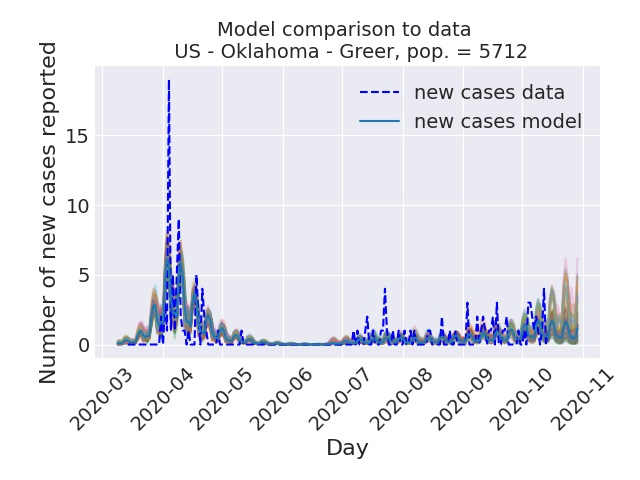 Model comparison to data
US - Oklahoma - Greer, pop. = 5712
new cases data
new cases model
Number of new cases reported
15
10
5
0
2020-03
2020-04
2020-05
2020-06
2020-07
2020-08
2020-09
2020-10
2020-11
Day